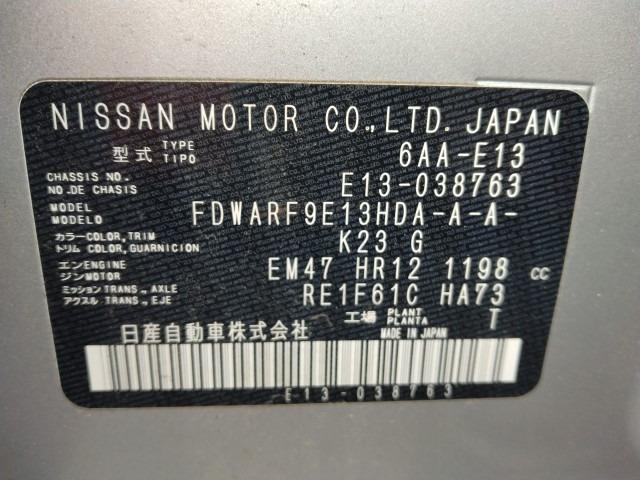 NISSAN MOTOR CO.,LTD. JAPAN
型式 TYPE TIPO 6AA-E13
CHASSIS NO. NO.DE CHASIS E13-038763
MODEL MODELO FDWARF9E13HDA-A-A-
カラー COLOR, TRIM トリム COLOR, GUARNICION K23 G
エンジン ENGINE MOTOR EM47 HR12 1198 cc
ミッション TRANS., AXLE アクスル TRANS., EJE RE1F61C HA73
工場 PLANT PLANTA T
日産自動車株式会社 MADE IN JAPAN
E13-038763